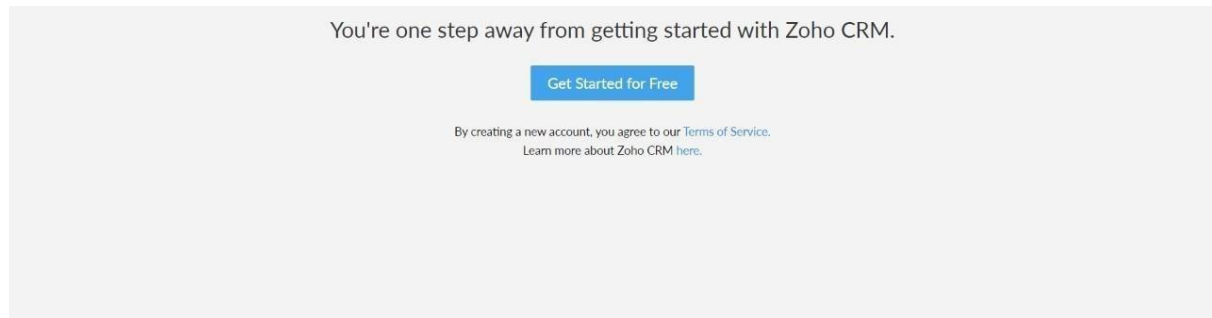 You're one step away from getting started with Zoho CRM.
Get Started for Free
By creating a new account, you agree to our Terms of Service.
Learn more about Zoho CRM here.